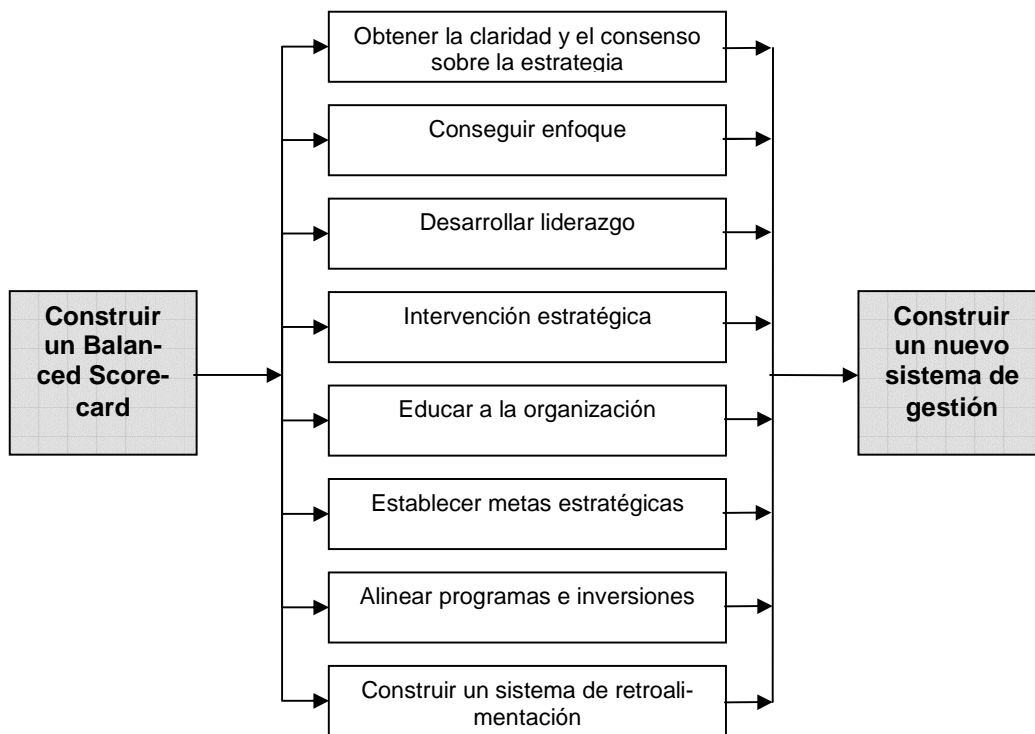 Obtener la claridad y el consenso
sobre la estrategia
Conseguir enfoque
Desarrollar liderazgo
Construir
un Balan-
ced Score-
card
Intervención estratégica
Construir
un nuevo
sistema de
gestión
Educar a la organización
Establecer metas estratégicas
Alinear programas e inversiones
Construir un sistema de retroali-
mentación